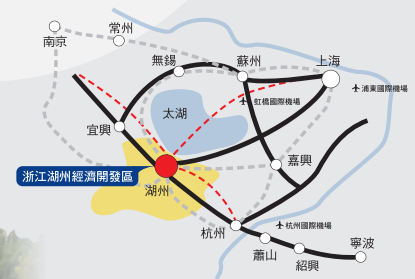 常州
南京
無錫
蘇州
上海
浦東國際機場
虹橋國際機場
太湖
宜興
嘉興
浙江湖州經濟開發區
湖州
杭州
杭州國際機場
蕭山
紹興
寧波